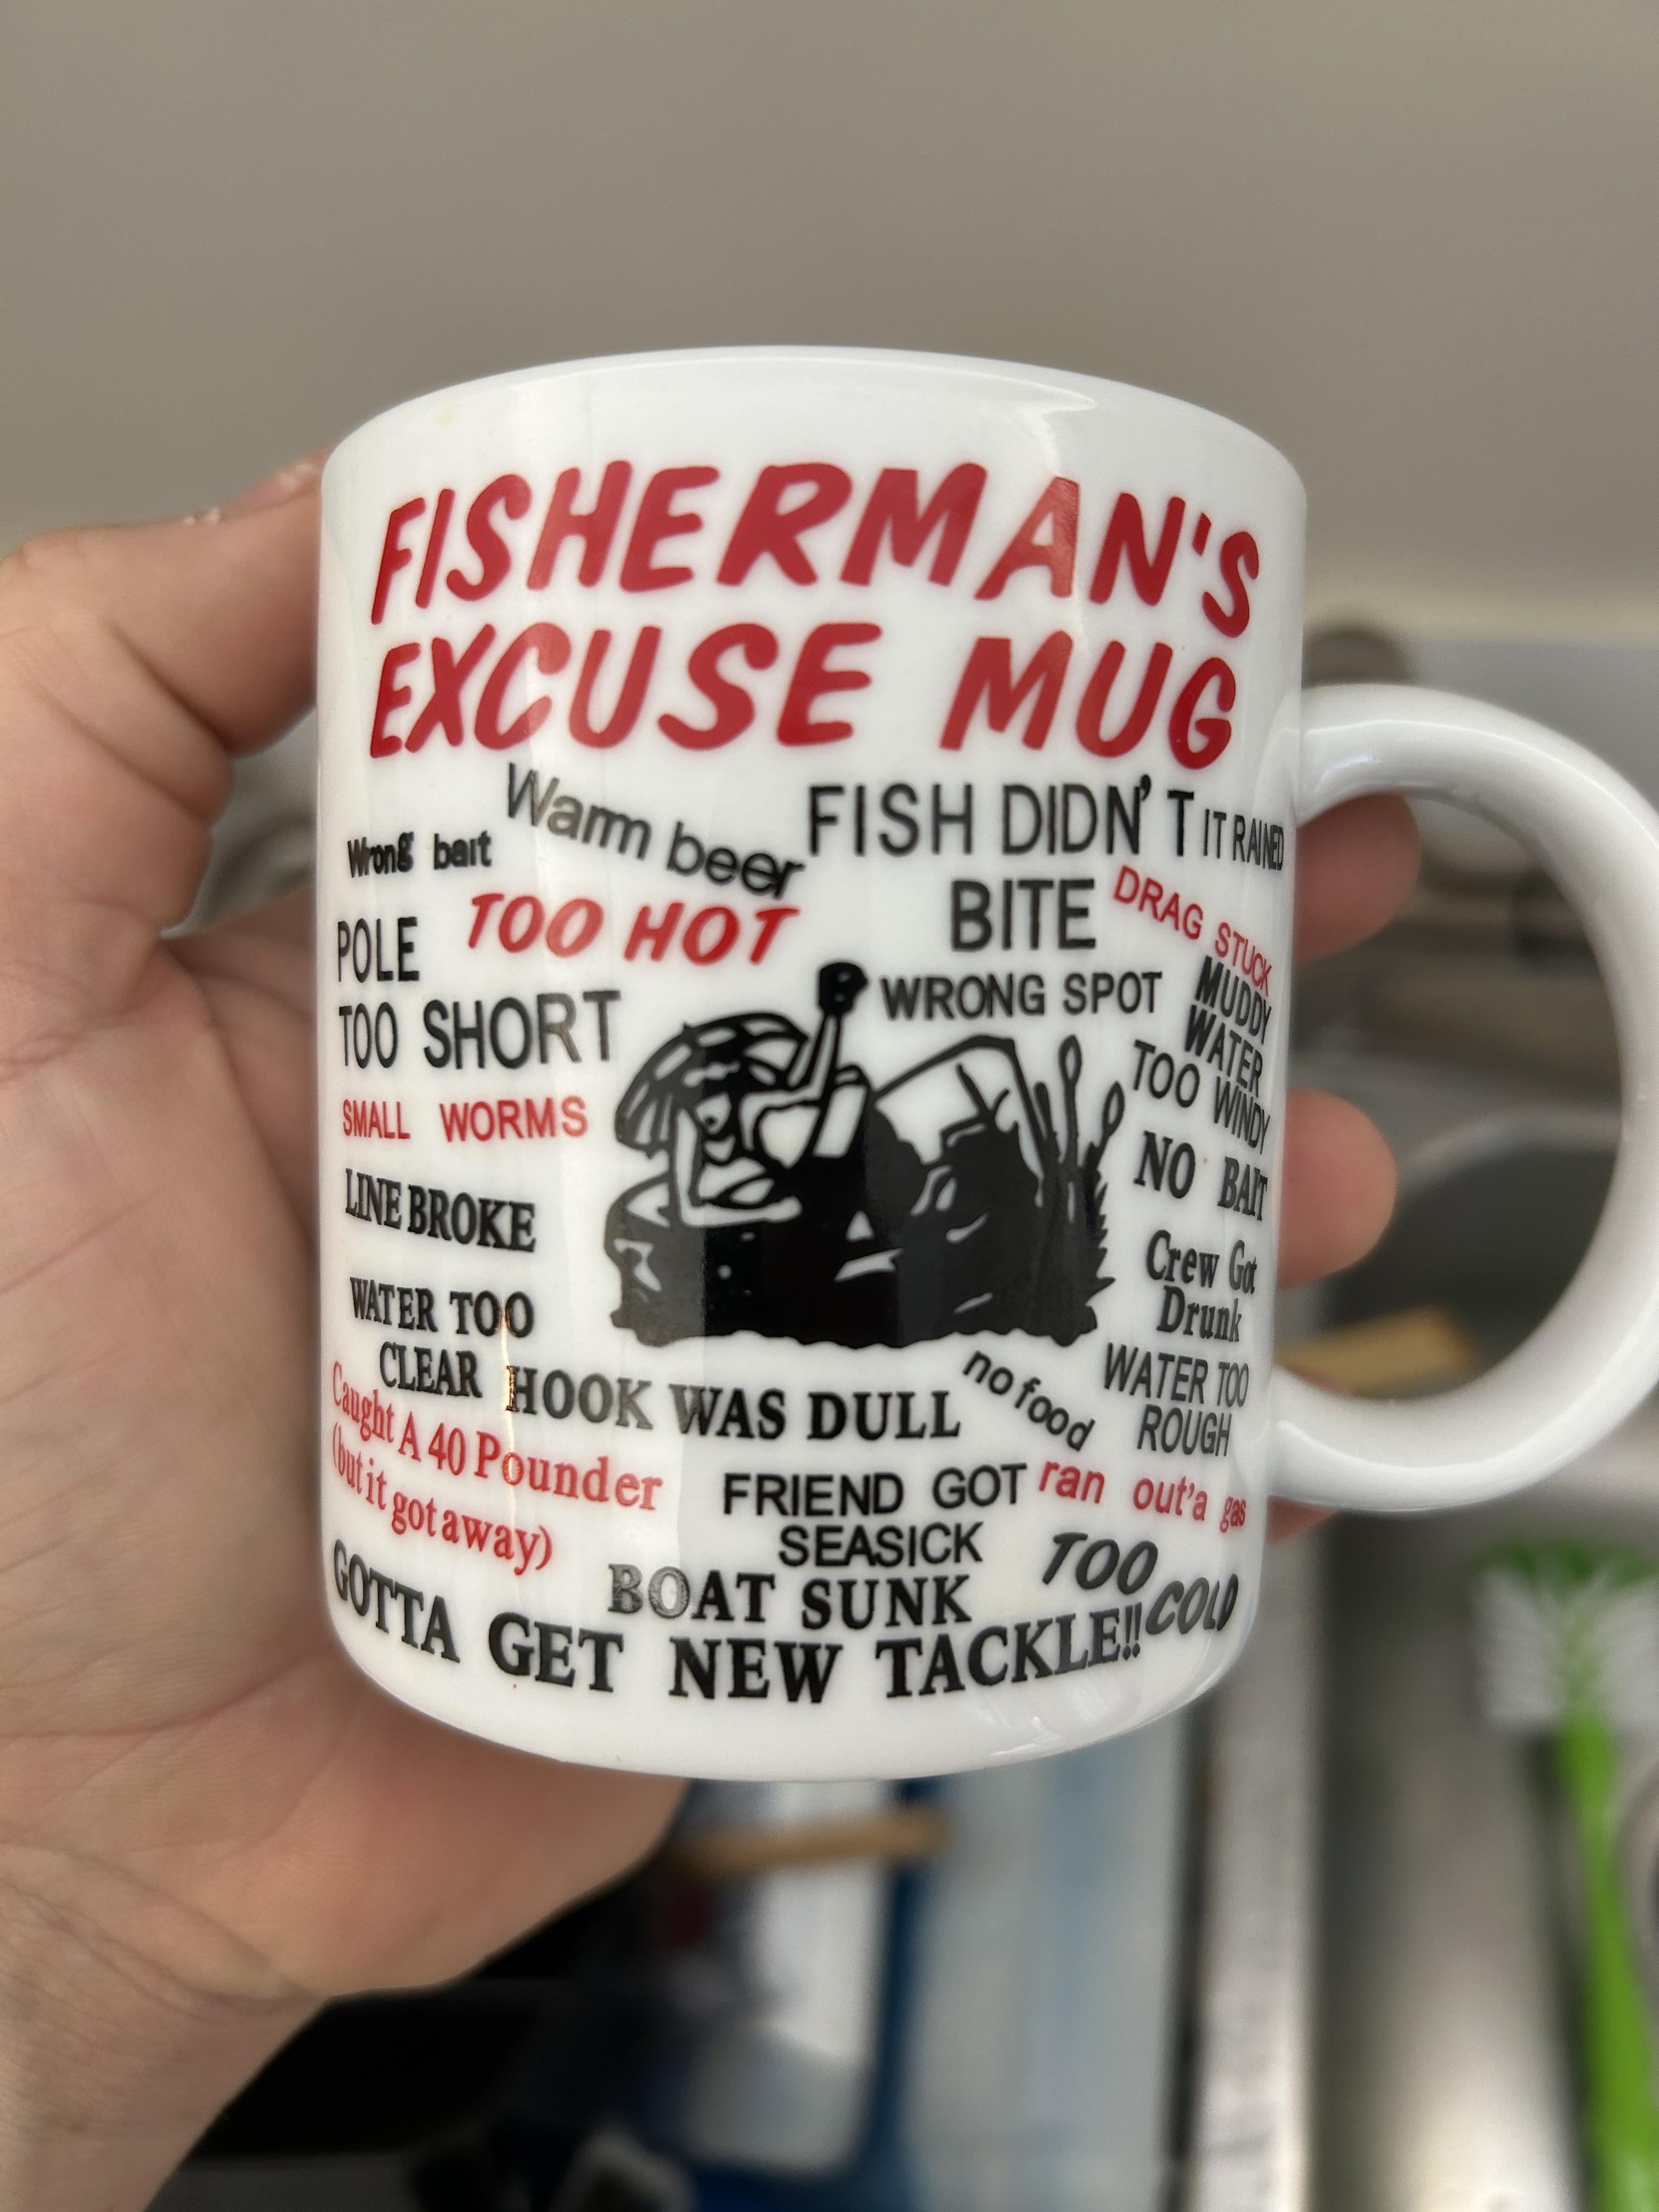 FISHERMAN'S
EXCUSE MUG
Warm beer
FISH DIDN'T
BITE
IT RAINED
Wrong bait
TOO HOT
DRAG STUCK
POLE
TOO SHORT
WRONG SPOT
MUDDY
WATER
TOO WINDY
SMALL WORMS
NO BAIT
LINE BROKE
Crew Got
Drunk
WATER TOO
CLEAR
HOOK WAS DULL
no food
WATER TOO
ROUGH
Caught A 40 Pounder
(but it got away)
FRIEND GOT
SEASICK
ran out'a gas
BOAT SUNK
TOO
COLD
GOTTA GET NEW TACKLE!!